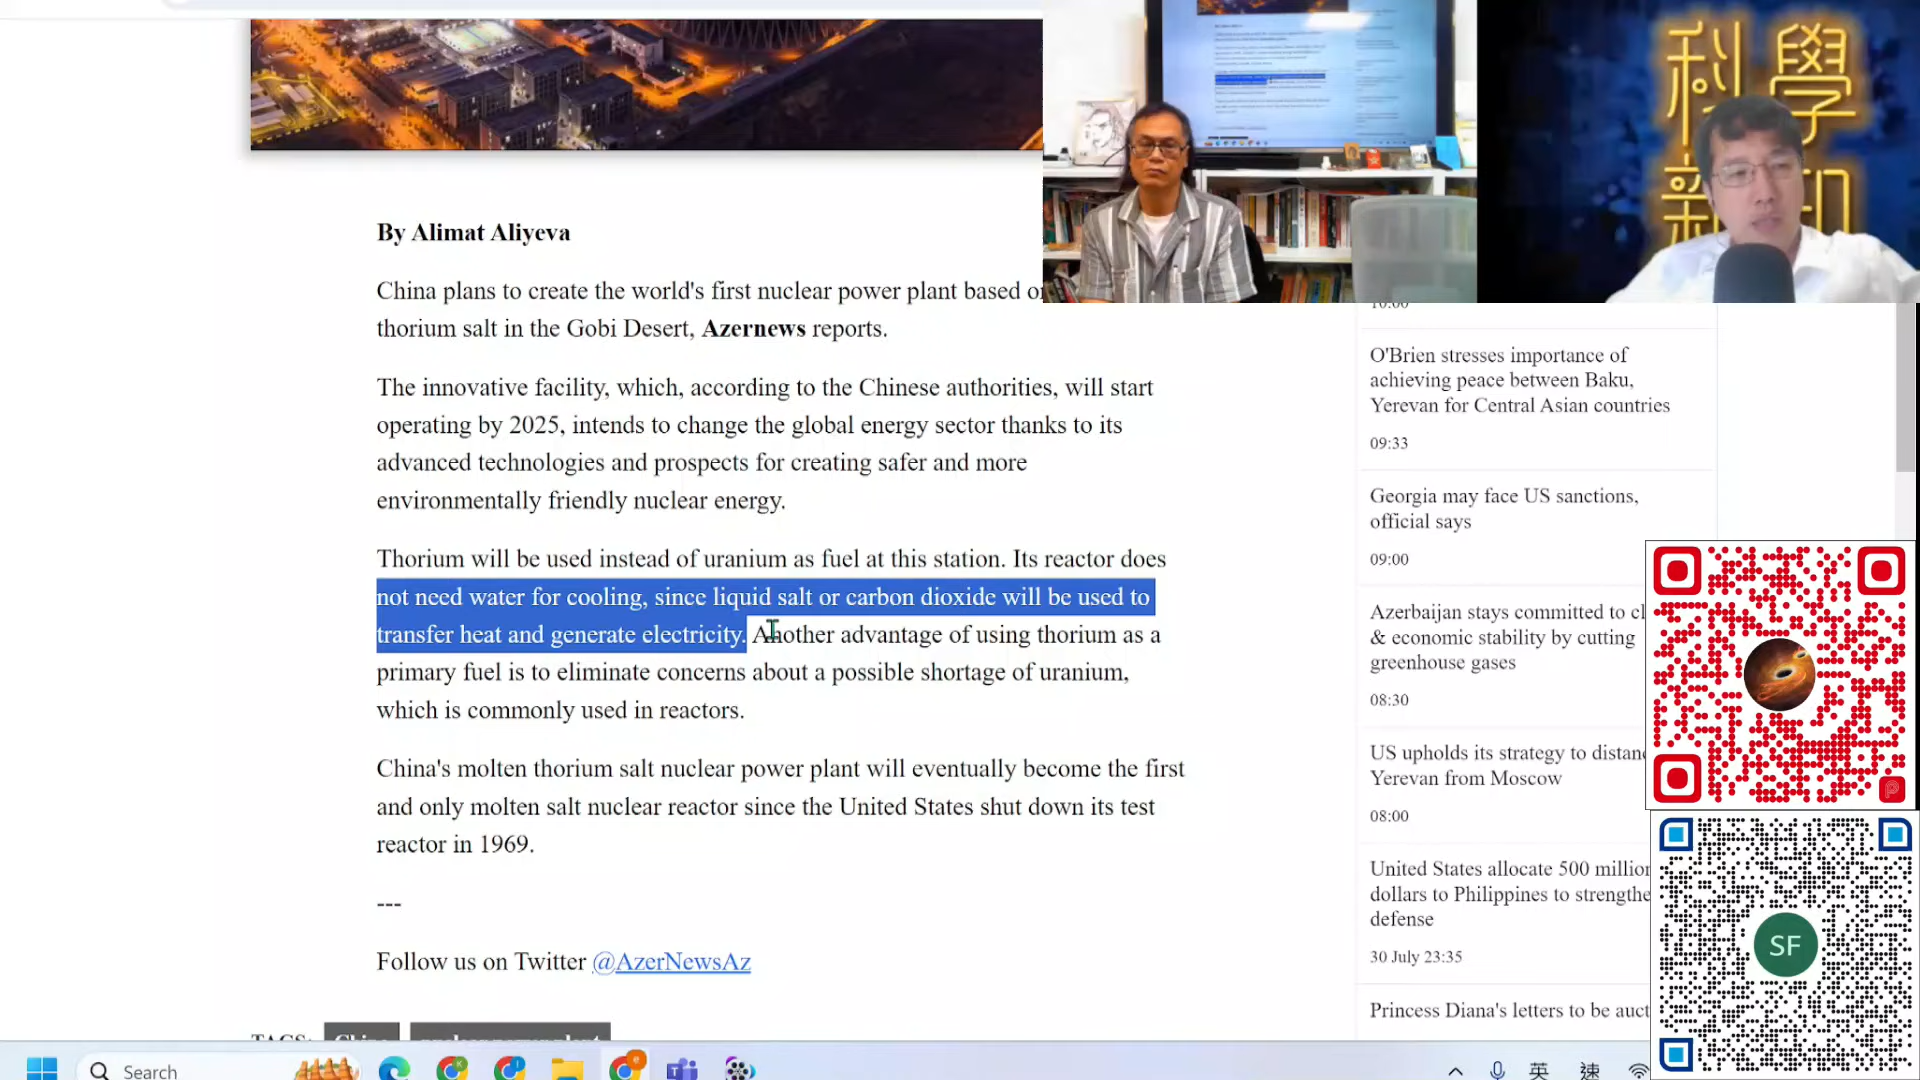 By Alimat Aliyeva
China plans to create the world's first nuclear power plant based
thorium salt in the Gobi Desert, Azernews reports.
The innovative facility, which, according to the Chinese authorities, will start
operating by 2025, intends to change the global energy sector thanks to its
advanced technologies and prospects for creating safer and more
environmentally friendly nuclear energy.
Thorium will be used instead of uranium as fuel at this station. Its reactor does
not need water for cooling, since liquid salt or carbon dioxide will be used to
transfer heat and generate electricity. Another advantage of using thorium as a
primary fuel is to eliminate concerns about a possible shortage of uranium,
which is commonly used in reactors.
China's molten thorium salt nuclear power plant will eventually become the first
and only molten salt nuclear reactor since the United States shut down its test
reactor in 1969.
---
Follow us on Twitter @AzerNewsAz
TAGS: China
科學
新知
10:00
O'Brien stresses importance of
achieving peace between Baku,
Yerevan for Central Asian countries
09:33
Georgia may face US sanctions,
official says
09:00
Azerbaijan stays committed to cl
& economic stability by cutting
greenhouse gases
08:30
US upholds its strategy to distanc
Yerevan from Moscow
08:00
United States allocate 500 million
dollars to Philippines to strengthe
defense
30 July 23:35
Princess Diana's letters to be auct
SF
Search
英 速